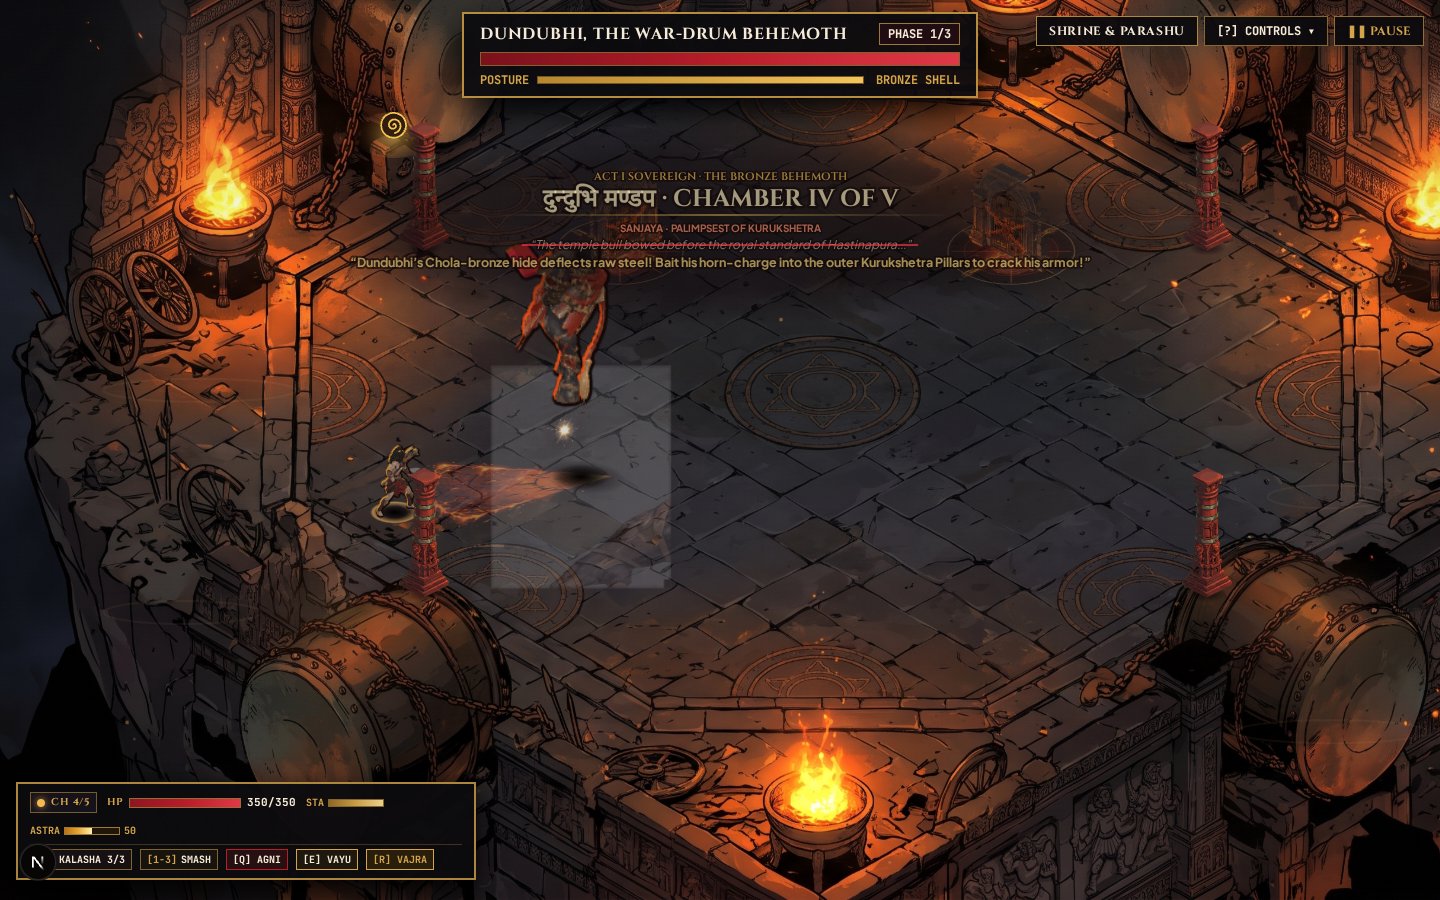 DUNDUBHI, THE WAR-DRUM BEHEMOTH PHASE 1/3
POSTURE BRONZE SHELL
SHRINE & PARASHU [?] CONTROLS ▾ ❚❚ PAUSE
ACT I SOVEREIGN · THE BRONZE BEHEMOTH
दुन्दुभि मण्डप · CHAMBER IV OF V
SANJAYA · PALIMPSEST OF KURUKSHETRA
"The temple bull bowed before the royal standard of Hastinapura..."
“Dundubhi’s Chola-bronze hide deflects raw steel! Bait his horn-charge into the outer Kurukshetra Pillars to crack his armor!”
CH 4/5 HP 350/350 STA
ASTRA 50
N KALASHA 3/3 [1-3] SMASH [Q] AGNI [E] VAYU [R] VAJRA